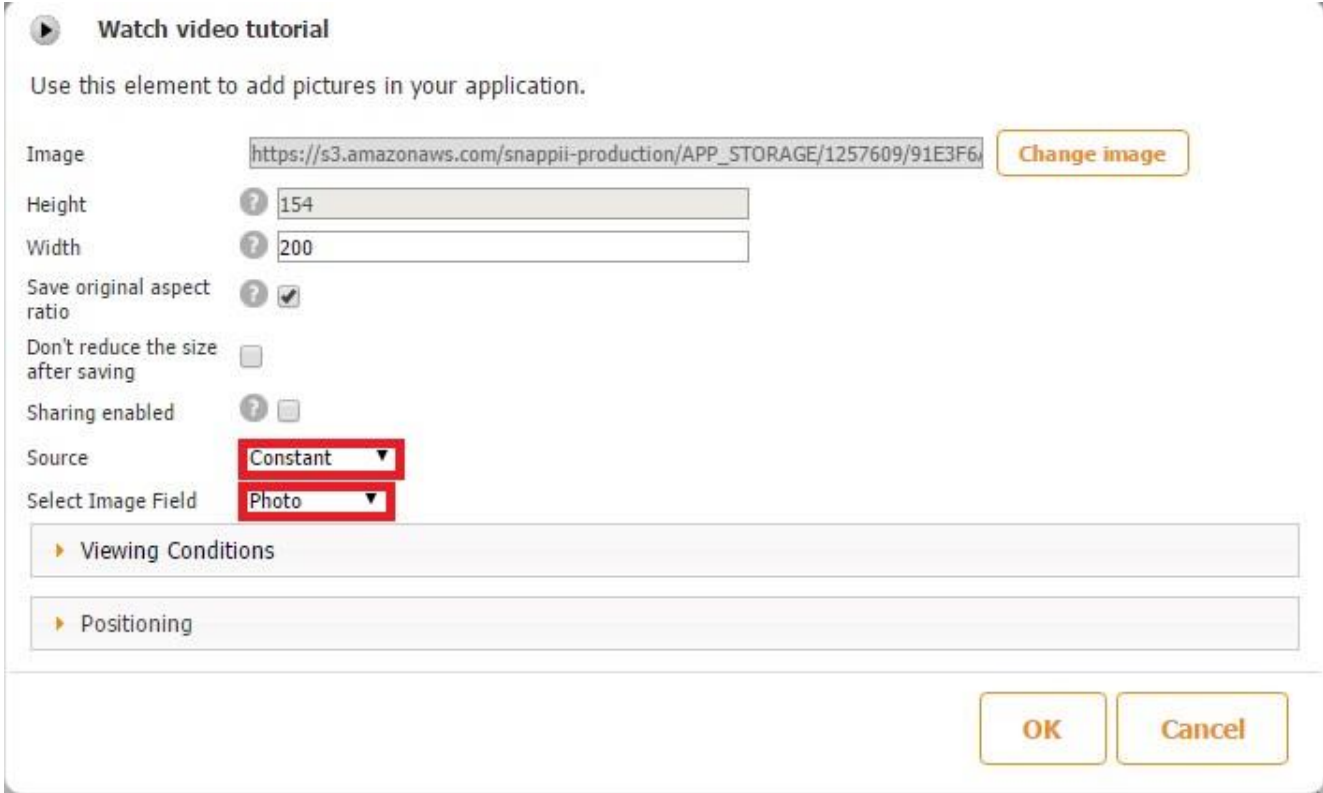 Watch video tutorial
Use this element to add pictures in your application.
Image https://s3.amazonaws.com/snappii-production/APP_STORAGE/1257609/91E3F6/ Change image
Height ? 154
Width ? 200
Save original aspect
ratio ?
Don't reduce the size
after saving
Sharing enabled ?
Source Constant
Select Image Field Photo
Viewing Conditions
Positioning
OK Cancel